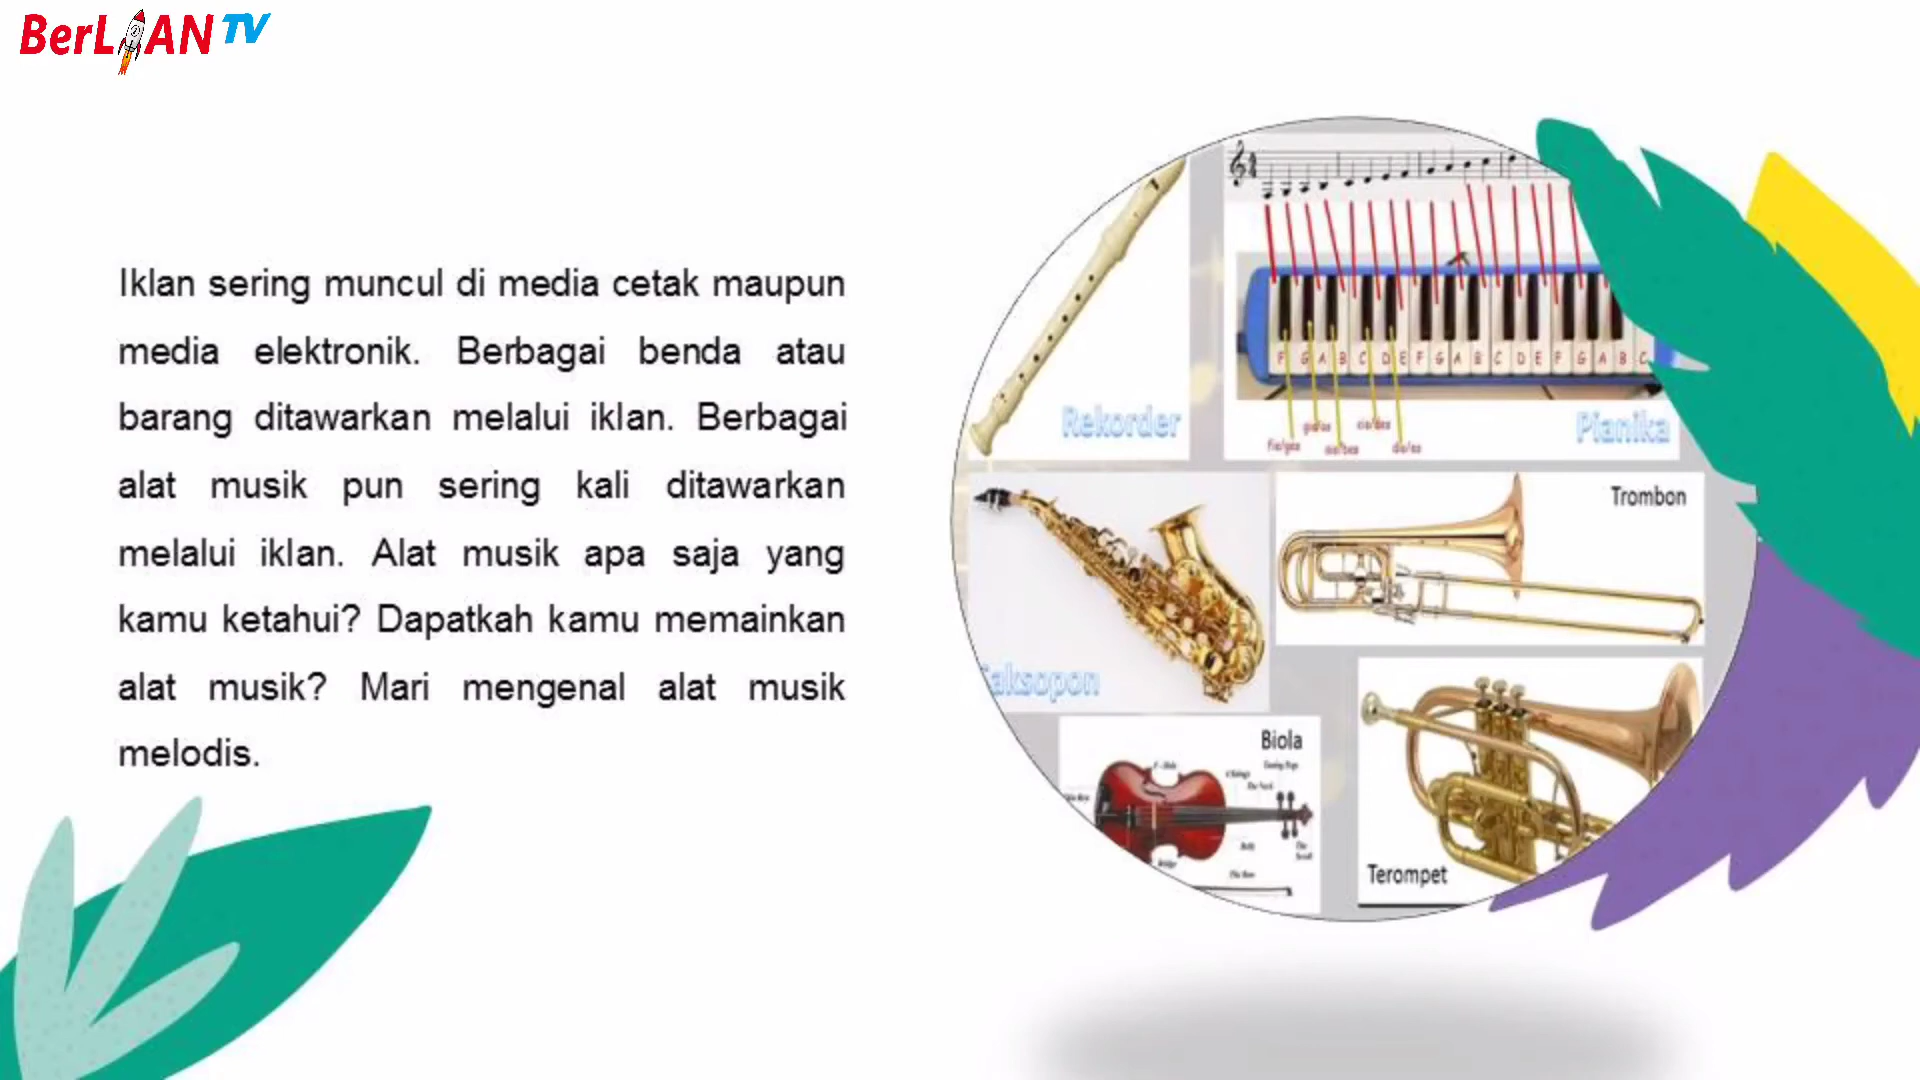 BerLIAN TV
Iklan sering muncul di media cetak maupun
media elektronik. Berbagai benda atau
barang ditawarkan melalui iklan. Berbagai
alat musik pun sering kali ditawarkan
melalui iklan. Alat musik apa saja yang
kamu ketahui? Dapatkah kamu memainkan
alat musik? Mari mengenal alat musik
melodis.
F G A B C D E F G A B C D E F G A B C
Rekorder
Pianika
Trombon
aksopon
Biola
Terompet